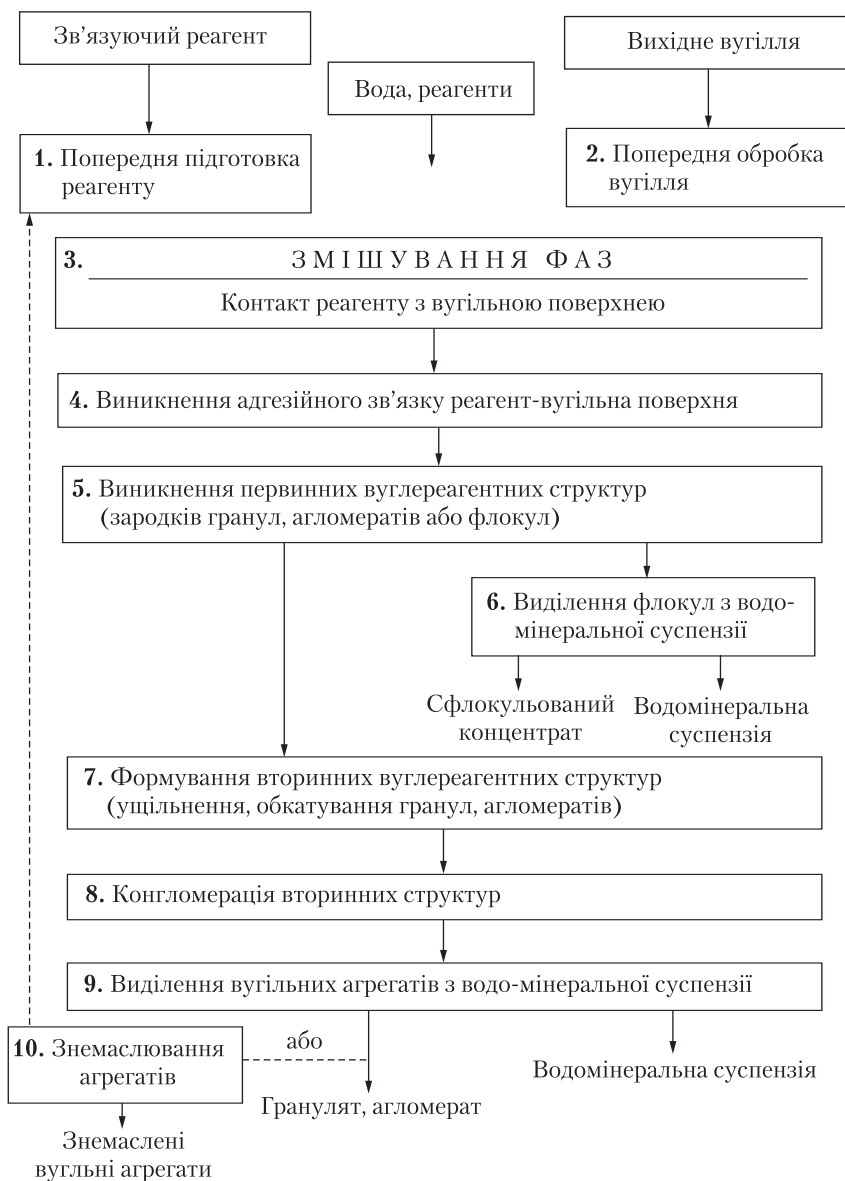 Зв’язуючий реагент
Вихідне вугілля
Вода, реагенти
1. Попередня підготовка
реагенту
2. Попередня обробка
вугілля
3. ЗМІШУВАННЯ ФАЗ
Контакт реагенту з вугільною поверхнею
4. Виникнення адгезійного зв’язку реагент-вугільна поверхня
5. Виникнення первинних вуглереагентних структур
(зародків гранул, агломератів або флокул)
6. Виділення флокул з водо-
мінеральної суспензії
Сфлокульований
концентрат
Водомінеральна
суспензія
7. Формування вторинних вуглереагентних структур
(ущільнення, обкатування гранул, агломератів)
8. Конгломерація вторинних структур
9. Виділення вугільних агрегатів з водо-мінеральної суспензії
10. Знемаслювання
агрегатів
або
Водомінеральна суспензія
Гранулят, агломерат
Знемаслені
вугльні агрегати